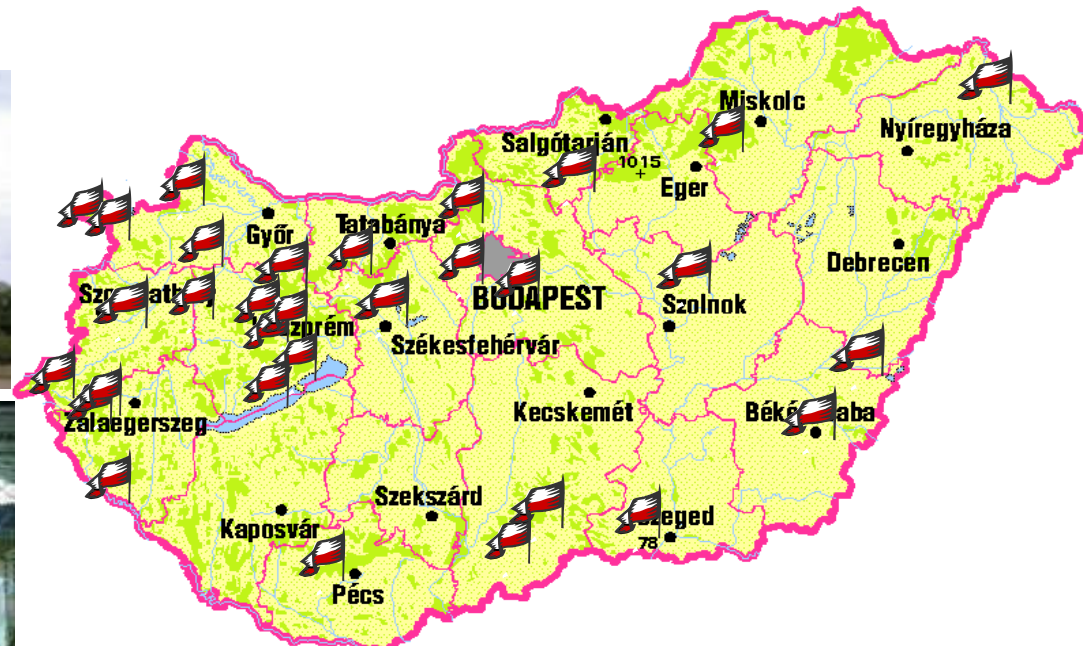 Miskolc
Nyíregyháza
Salgótarján
1015
Eger
Tatabánya
Győr
Debrecen
BUDAPEST
Szolnok
Székesfehérvár
Kecskemét
Zalaegerszeg
Szekszárd
Kaposvár
78
Pécs